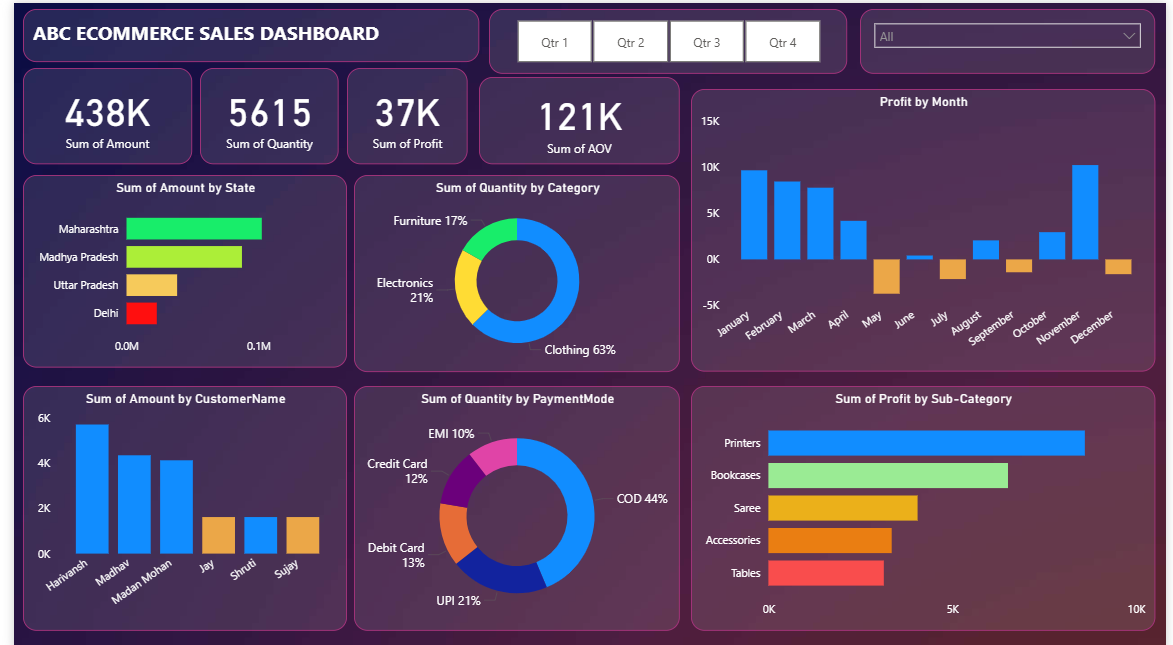 ABC ECOMMERCE SALES DASHBOARD
Qtr 1
Qtr 2
Qtr 3
Qtr 4
All
438K
Sum of Amount
5615
Sum of Quantity
37K
Sum of Profit
121K
Sum of AOV
Profit by Month
15K
10K
5K
0K
-5K
January
February
March
April
May
June
July
August
September
October
November
December
Sum of Amount by State
Maharashtra
Madhya Pradesh
Uttar Pradesh
Delhi
0.0M
0.1M
Sum of Quantity by Category
Furniture 17%
Electronics
21%
Clothing 63%
Sum of Amount by CustomerName
6K
4K
2K
0K
Harivansh
Madhav
Madan Mohan
Jay
Shruti
Sujay
Sum of Quantity by PaymentMode
EMI 10%
Credit Card
12%
COD 44%
Debit Card
13%
UPI 21%
Sum of Profit by Sub-Category
Printers
Bookcases
Saree
Accessories
Tables
0K
5K
10K